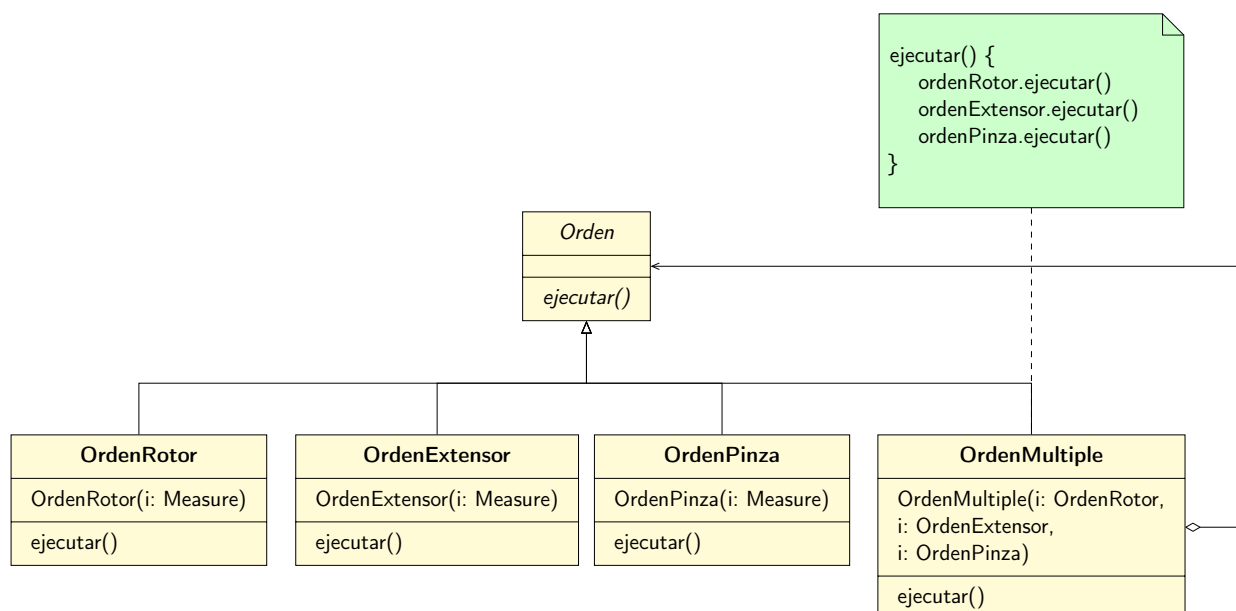 ejecutar() {
ordenRotor.ejecutar()
ordenExtensor.ejecutar()
ordenPinza.ejecutar()
}
Orden
ejecutar()
OrdenRotor
OrdenRotor(i: Measure)
ejecutar()
OrdenExtensor
OrdenExtensor(i: Measure)
ejecutar()
OrdenPinza
OrdenPinza(i: Measure)
ejecutar()
OrdenMultiple
OrdenMultiple(i: OrdenRotor,
i: OrdenExtensor,
i: OrdenPinza)
ejecutar()